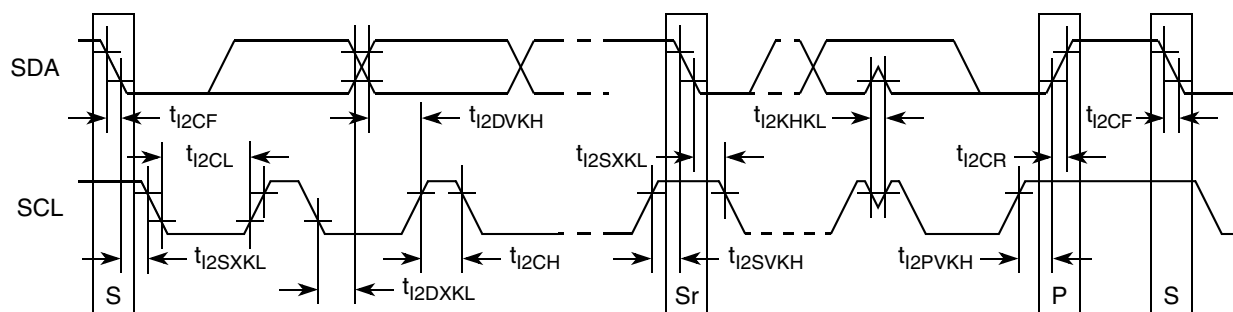 SDA
tI2CF
tI2DVKH
tI2KHKL
tI2CF
tI2CL
tI2SXKL
tI2CR
SCL
tI2SXKL
tI2CH
tI2SVKH
tI2PVKH
tI2DXKL
S
Sr
P
S